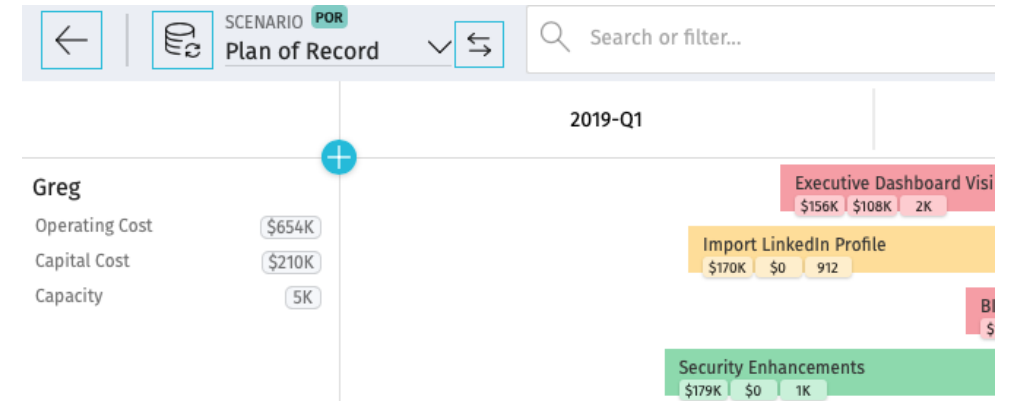 SCENARIO POR
Plan of Record
Search or filter...
2019-Q1
Greg
Operating Cost $654K
Capital Cost $210K
Capacity 5K
Executive Dashboard Visi
$156K $108K 2K
Import LinkedIn Profile
$170K $0 912
$
Security Enhancements
$179K $0 1K